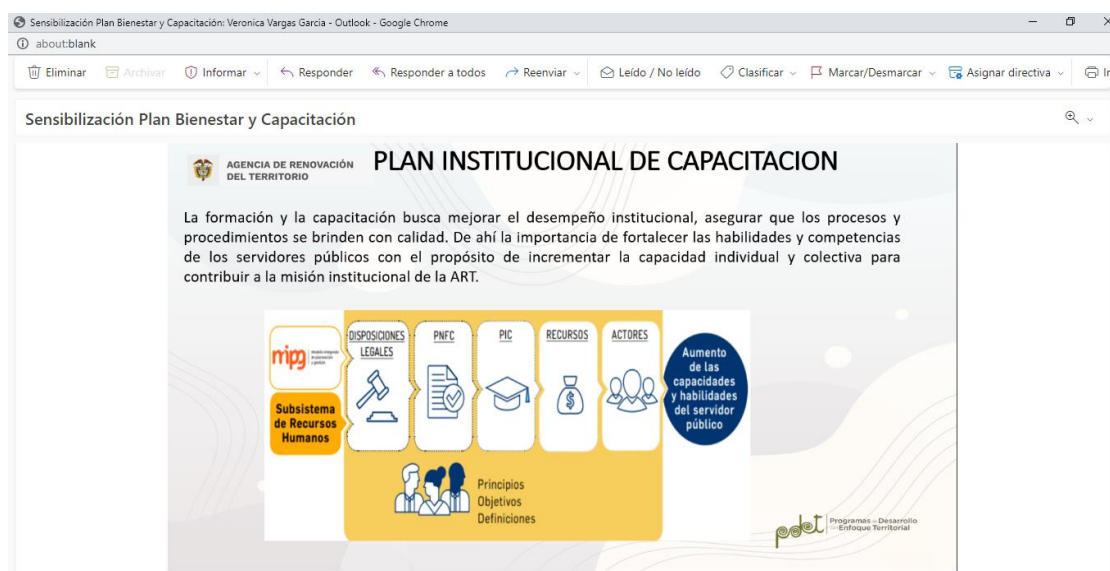 Sensibilización Plan Bienestar y Capacitación: Veronica Vargas Garcia - Outlook - Google Chrome
about:blank
Eliminar Archivar Informar Responder Responder a todos Reenviar Leído / No leído Clasificar Marcar/Desmarcar Asignar directiva Ir
Sensibilización Plan Bienestar y Capacitación
AGENCIA DE RENOVACIÓN
DEL TERRITORIO
PLAN INSTITUCIONAL DE CAPACITACION
La formación y la capacitación busca mejorar el desempeño institucional, asegurar que los procesos y
procedimientos se brinden con calidad. De ahí la importancia de fortalecer las habilidades y competencias
de los servidores públicos con el propósito de incrementar la capacidad individual y colectiva para
contribuir a la misión institucional de la ART.
mipg
Modelo integrado
de planeación
y gestión
Subsistema
de Recursos
Humanos
DISPOSICIONES
LEGALES
PNFC
PIC
RECURSOS
ACTORES
Aumento
de las
capacidades
y habilidades
del servidor
público
Principios
Objetivos
Definiciones
pdet
Programas de Desarrollo
con Enfoque Territorial